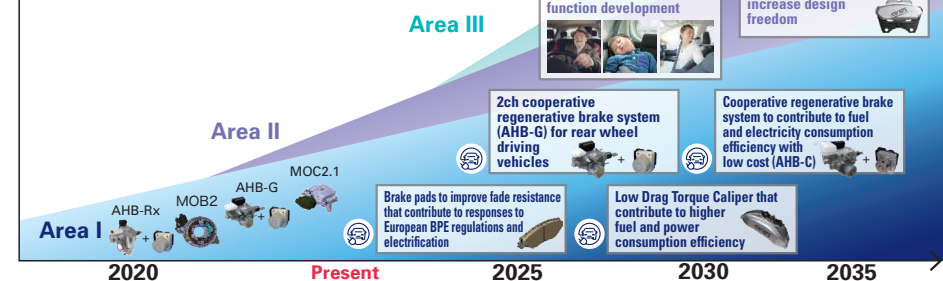 function development
increase design
freedom
Area III
2ch cooperative
regenerative brake system
(AHB-G) for rear wheel
driving
vehicles
+
Cooperative regenerative brake
system to contribute to fuel
and electricity consumption
efficiency with
low cost (AHB-C)
+
Area II
MOC2.1
AHB-G
+
MOB2
AHB-Rx
+
Area I
Brake pads to improve fade resistance
that contribute to responses to
European BPE regulations and
electrification
Low Drag Torque Caliper that
contribute to higher
fuel and power
consumption efficiency
2020
Present
2025
2030
2035